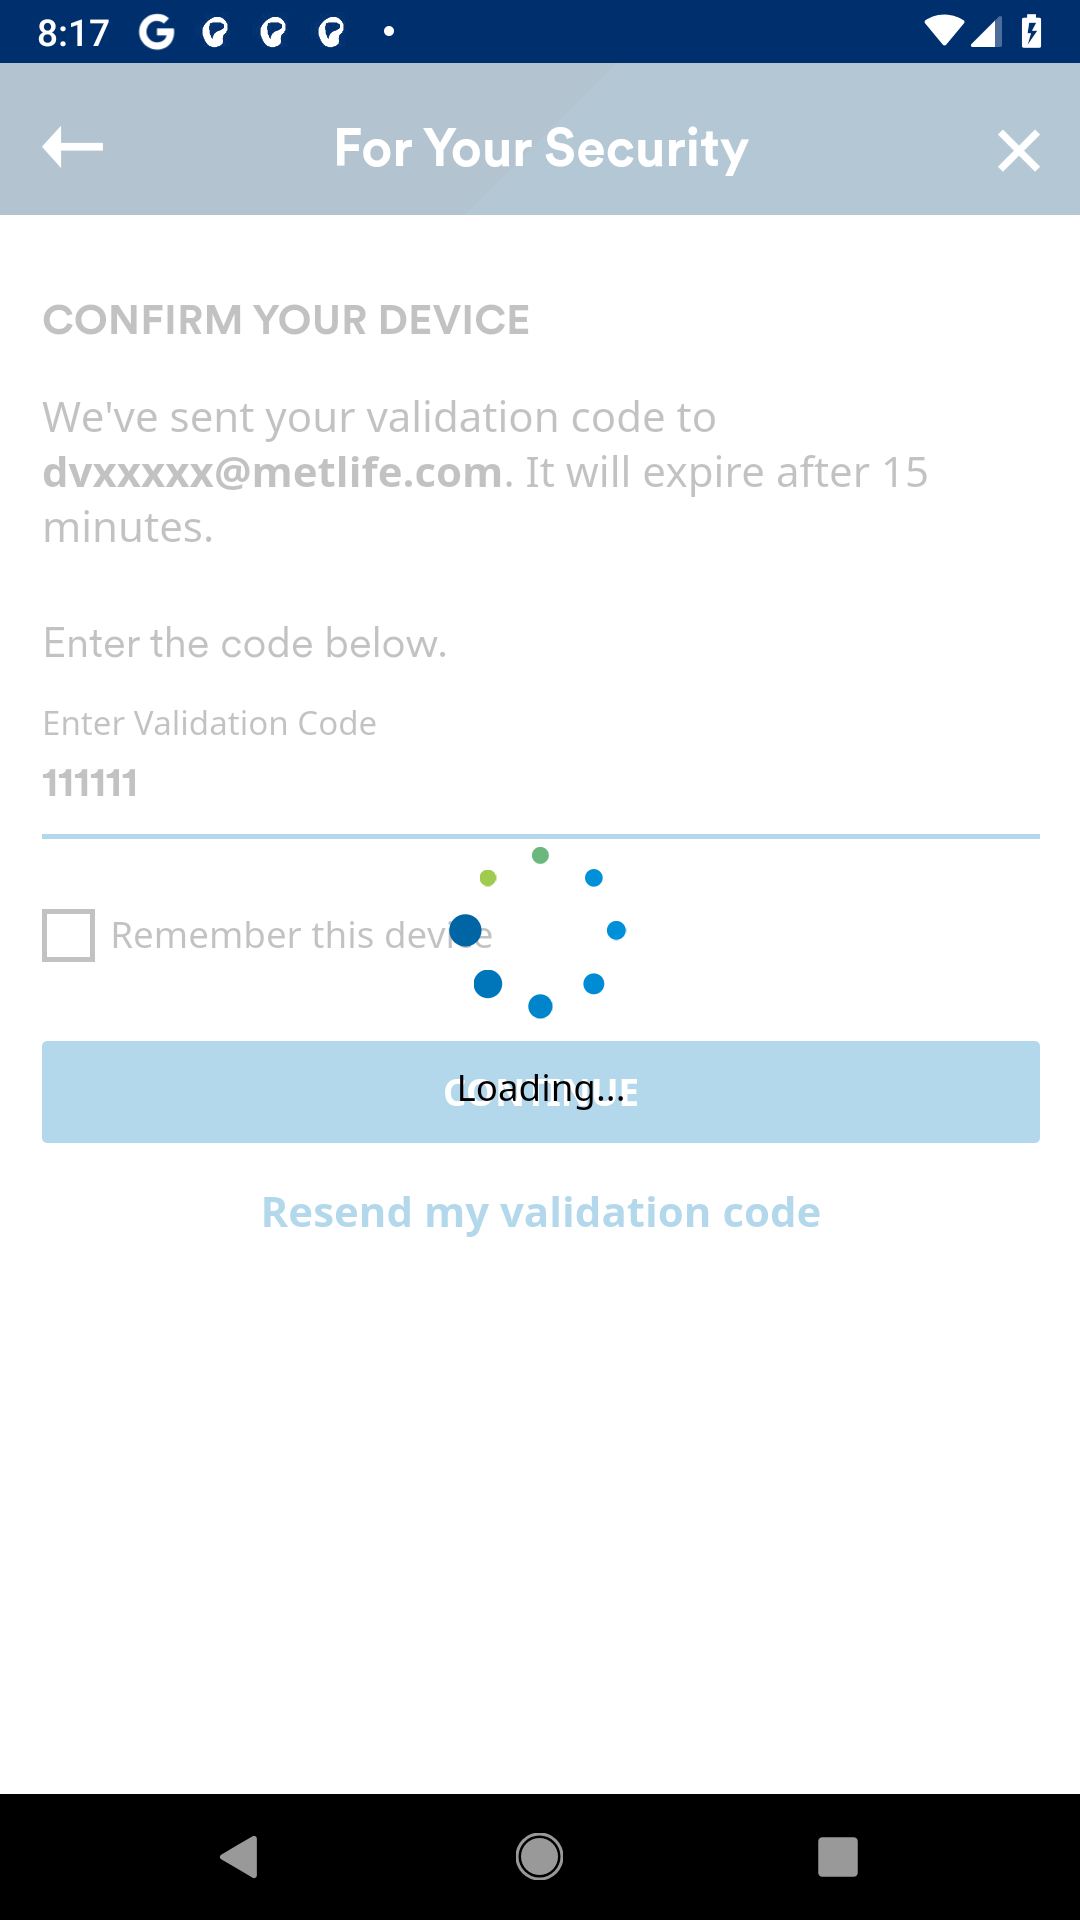 8:17
For Your Security
CONFIRM YOUR DEVICE
We've sent your validation code to
dvxxxxx@metlife.com. It will expire after 15
minutes.
Enter the code below.
Enter Validation Code
111111
Remember this device
CONTINUE
Loading...
Resend my validation code